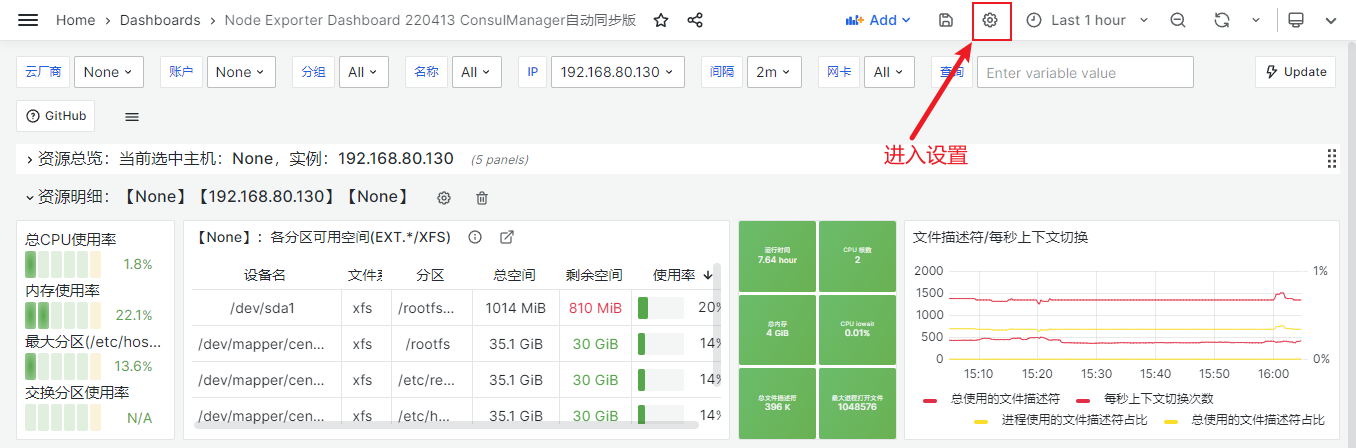 Home > Dashboards > Node Exporter Dashboard 220413 ConsulManager自动同步版 Add Last 1 hour
云厂商 None 账户 None 分组 All 名称 All IP 192.168.80.130 间隔 2m 网卡 All 查询 Enter variable value Update
GitHub
进入设置
资源总览：当前选中主机：None，实例：192.168.80.130 (5 panels)
资源明细：【None】【192.168.80.130】【None】
总CPU使用率
1.8%
内存使用率
22.1%
最大分区(/etc/hos...
13.6%
交换分区使用率
N/A
【None】：各分区可用空间(EXT.*/XFS)
设备名 文件系 分区 总空间 剩余空间 使用率
/dev/sda1 xfs /rootfs... 1014 MiB 810 MiB 20%
/dev/mapper/cen... xfs /rootfs 35.1 GiB 30 GiB 14%
/dev/mapper/cen... xfs /etc/re... 35.1 GiB 30 GiB 14%
/dev/mapper/cen... xfs /etc/h... 35.1 GiB 30 GiB 14%
运行时间
7.64 hour
CPU 核数
2
总内存
4 GiB
CPU iowait
0.01%
总文件描述符
396 K
最大进程打开文件
1048576
文件描述符/每秒上下文切换
2000
1500
1000
500
0
1%
0%
15:10 15:20 15:30 15:40 15:50 16:00
总使用的文件描述符 每秒上下文切换次数
进程使用的文件描述符占比 总使用的文件描述符占比